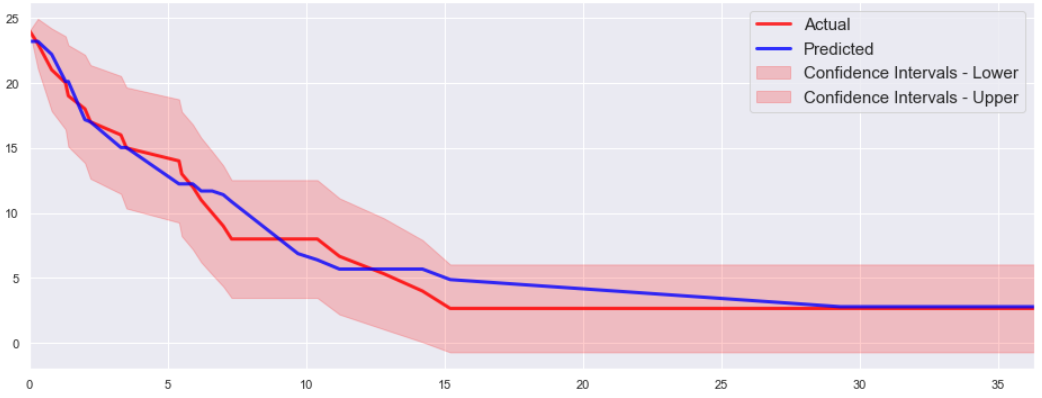 25
20
15
10
5
0
0 5 10 15 20 25 30 35
Actual
Predicted
Confidence Intervals - Lower
Confidence Intervals - Upper